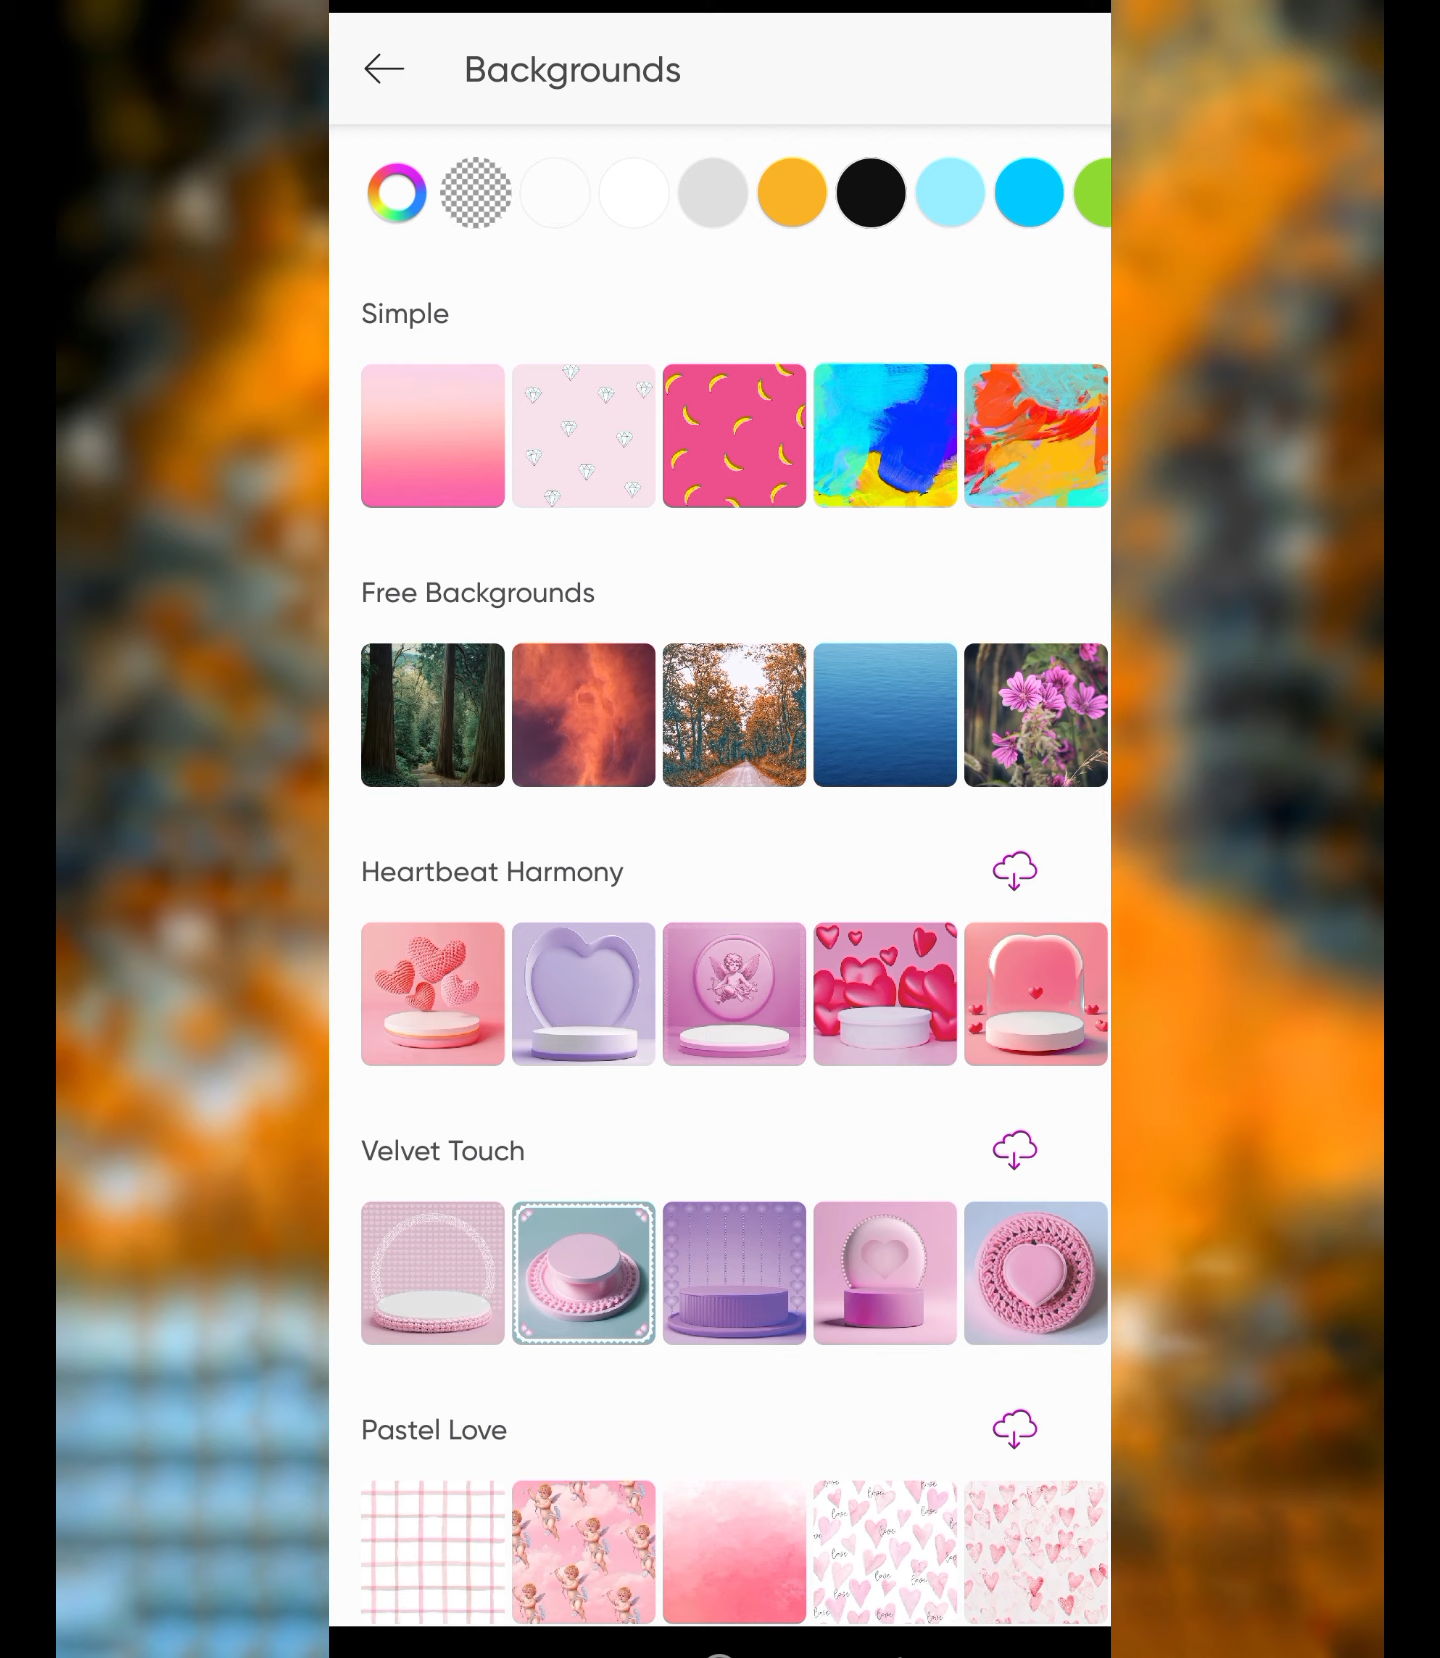 Backgrounds
Simple
Free Backgrounds
Heartbeat Harmony
Velvet Touch
Pastel Love